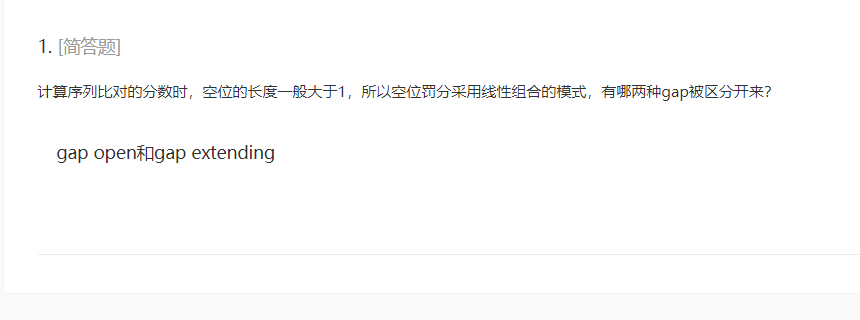 1. [简答题]
计算序列比对的分数时，空位的长度一般大于1，所以空位罚分采用线性组合的模式，有哪两种gap被区分开来？
gap open和gap extending